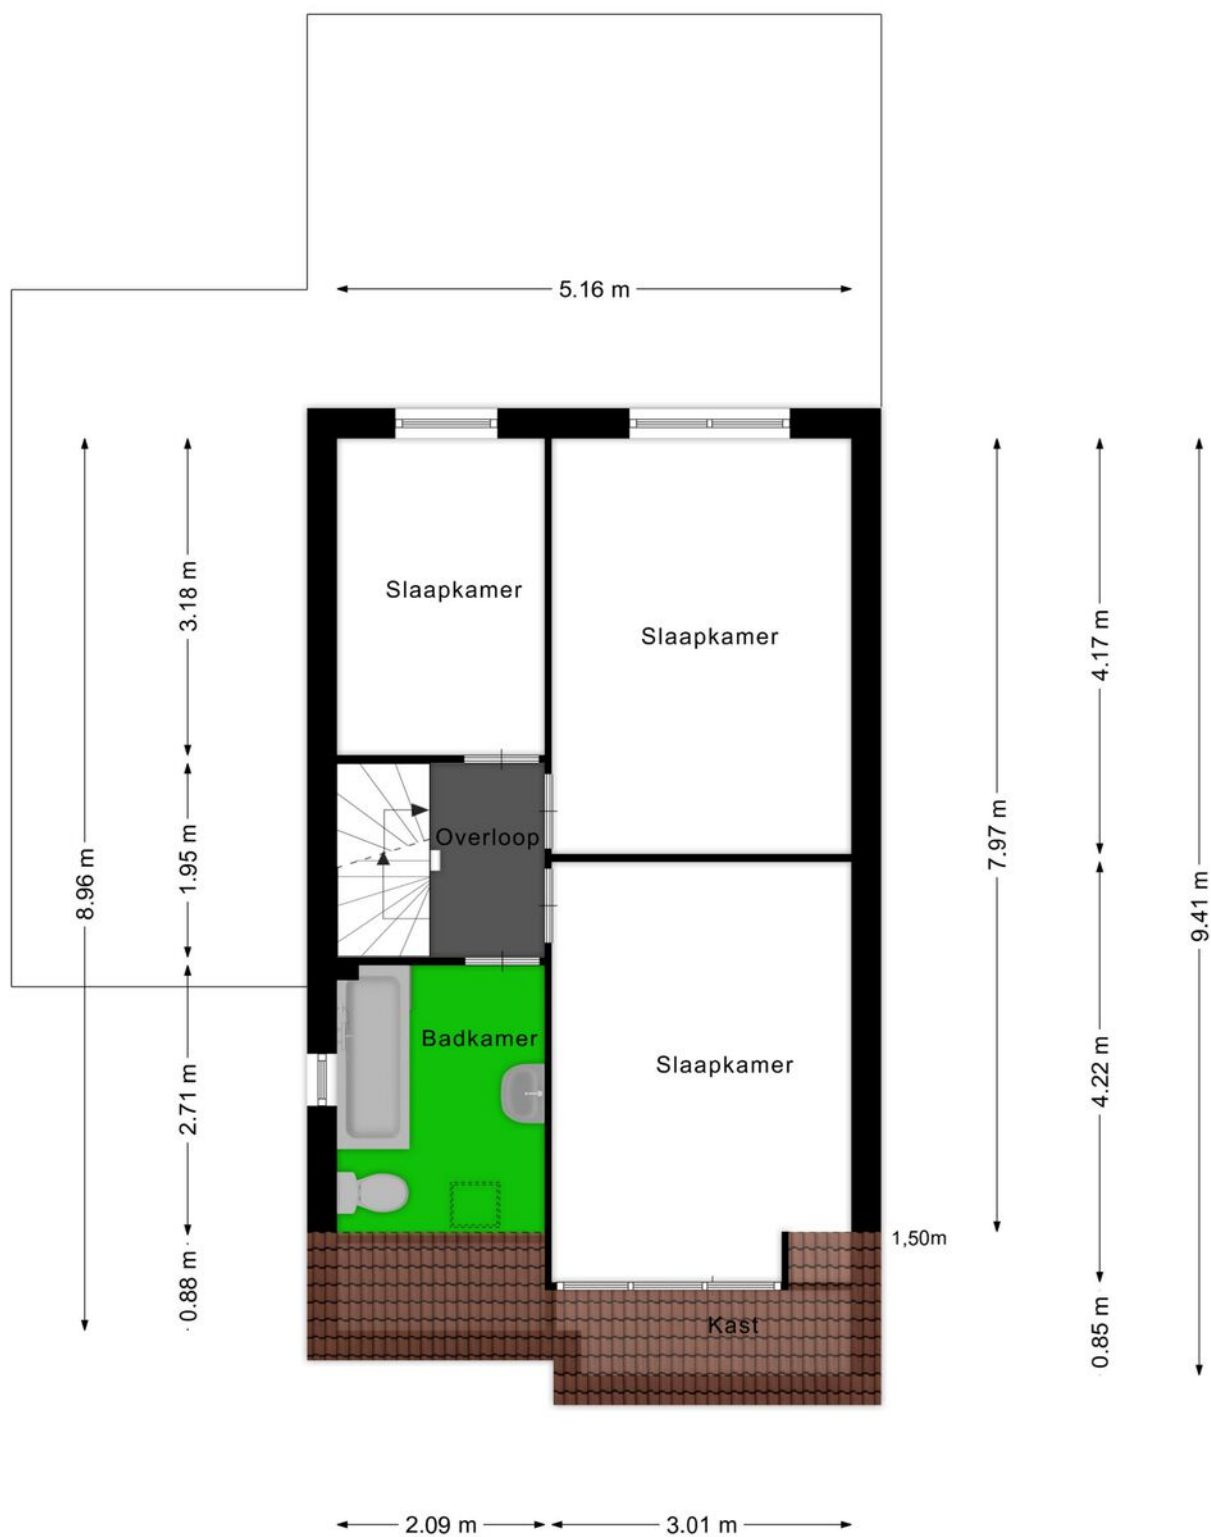 5.16 m
3.18 m
Slaapkamer
Slaapkamer
4.17 m
7.97 m
8.96 m
1.95 m
Overloop
9.41 m
2.71 m
Badkamer
Slaapkamer
4.22 m
1,50m
0.88 m
Kast
0.85 m
2.09 m
3.01 m